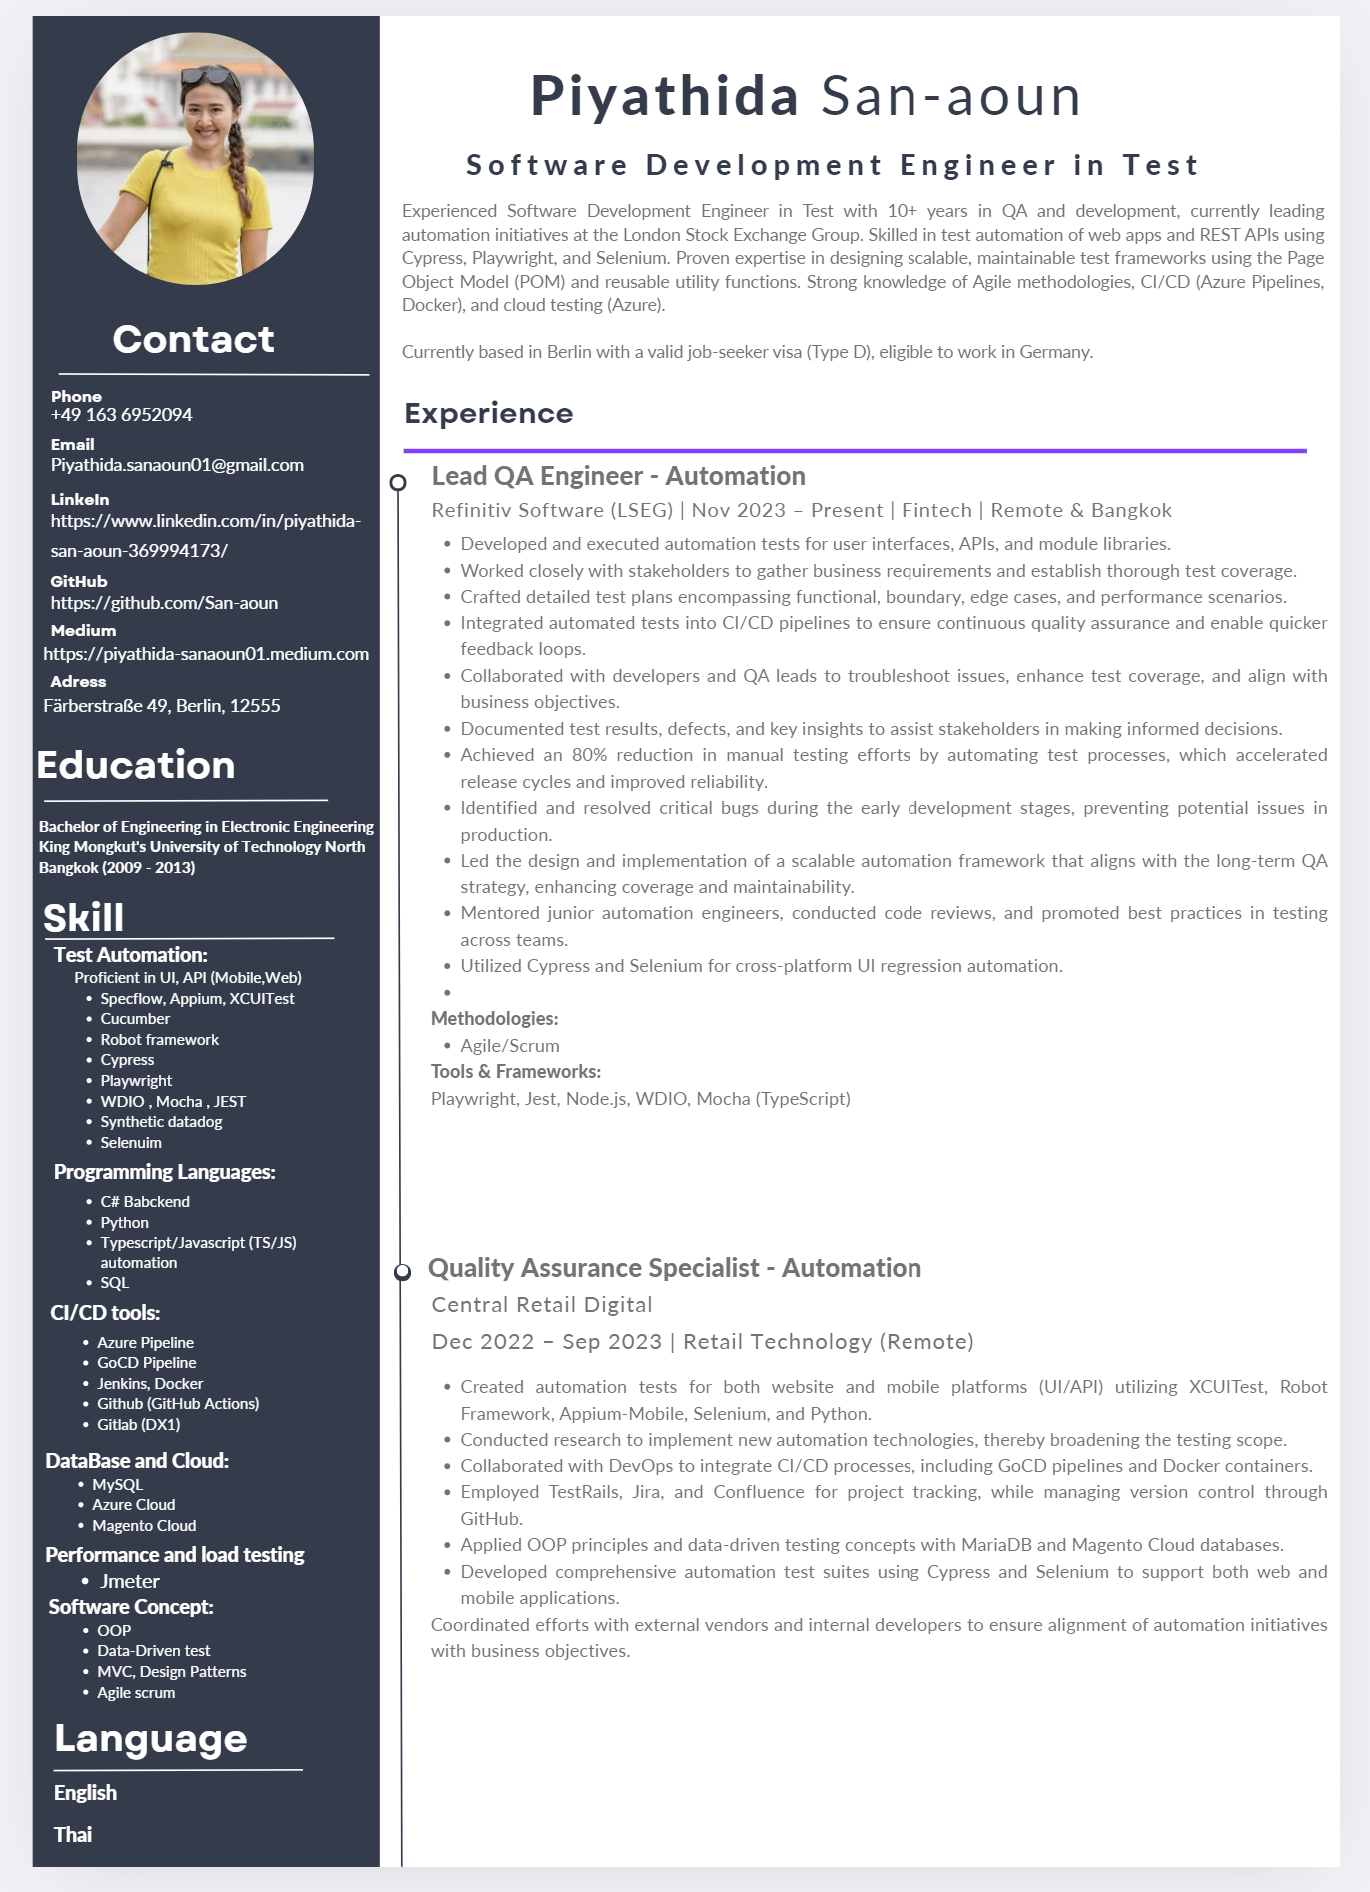 Contact
Phone
+49 163 6952094
Email
Piyathida.sanaoun01@gmail.com
LinkeIn
https://www.linkedin.com/in/piyathida-
san-aoun-369994173/
GitHub
https://github.com/San-aoun
Medium
https://piyathida-sanaoun01.medium.com
Adress
Färberstraße 49, Berlin, 12555
Education
Bachelor of Engineering in Electronic Engineering
King Mongkut's University of Technology North
Bangkok (2009 - 2013)
Skill
Test Automation:
Proficient in UI, API (Mobile,Web)
• Specflow, Appium, XCUITest
• Cucumber
• Robot framework
• Cypress
• Playwright
• WDIO , Mocha , JEST
• Synthetic datadog
• Selenuim
Programming Languages:
• C# Babckend
• Python
• Typescript/Javascript (TS/JS)
automation
• SQL
CI/CD tools:
• Azure Pipeline
• GoCD Pipeline
• Jenkins, Docker
• Github (GitHub Actions)
• Gitlab (DX1)
DataBase and Cloud:
• MySQL
• Azure Cloud
• Magento Cloud
Performance and load testing
• Jmeter
Software Concept:
• OOP
• Data-Driven test
• MVC, Design Patterns
• Agile scrum
Language
English
Thai
Piyathida San-aoun
Software Development Engineer in Test
Experienced Software Development Engineer in Test with 10+ years in QA and development, currently leading
automation initiatives at the London Stock Exchange Group. Skilled in test automation of web apps and REST APIs using
Cypress, Playwright, and Selenium. Proven expertise in designing scalable, maintainable test frameworks using the Page
Object Model (POM) and reusable utility functions. Strong knowledge of Agile methodologies, CI/CD (Azure Pipelines,
Docker), and cloud testing (Azure).
Currently based in Berlin with a valid job-seeker visa (Type D), eligible to work in Germany.
Experience
Lead QA Engineer - Automation
Refinitiv Software (LSEG) | Nov 2023 – Present | Fintech | Remote & Bangkok
• Developed and executed automation tests for user interfaces, APIs, and module libraries.
• Worked closely with stakeholders to gather business requirements and establish thorough test coverage.
• Crafted detailed test plans encompassing functional, boundary, edge cases, and performance scenarios.
• Integrated automated tests into CI/CD pipelines to ensure continuous quality assurance and enable quicker
feedback loops.
• Collaborated with developers and QA leads to troubleshoot issues, enhance test coverage, and align with
business objectives.
• Documented test results, defects, and key insights to assist stakeholders in making informed decisions.
• Achieved an 80% reduction in manual testing efforts by automating test processes, which accelerated
release cycles and improved reliability.
• Identified and resolved critical bugs during the early development stages, preventing potential issues in
production.
• Led the design and implementation of a scalable automation framework that aligns with the long-term QA
strategy, enhancing coverage and maintainability.
• Mentored junior automation engineers, conducted code reviews, and promoted best practices in testing
across teams.
• Utilized Cypress and Selenium for cross-platform UI regression automation.
•
Methodologies:
• Agile/Scrum
Tools & Frameworks:
Playwright, Jest, Node.js, WDIO, Mocha (TypeScript)
Quality Assurance Specialist - Automation
Central Retail Digital
Dec 2022 – Sep 2023 | Retail Technology (Remote)
• Created automation tests for both website and mobile platforms (UI/API) utilizing XCUITest, Robot
Framework, Appium-Mobile, Selenium, and Python.
• Conducted research to implement new automation technologies, thereby broadening the testing scope.
• Collaborated with DevOps to integrate CI/CD processes, including GoCD pipelines and Docker containers.
• Employed TestRails, Jira, and Confluence for project tracking, while managing version control through
GitHub.
• Applied OOP principles and data-driven testing concepts with MariaDB and Magento Cloud databases.
• Developed comprehensive automation test suites using Cypress and Selenium to support both web and
mobile applications.
Coordinated efforts with external vendors and internal developers to ensure alignment of automation initiatives
with business objectives.